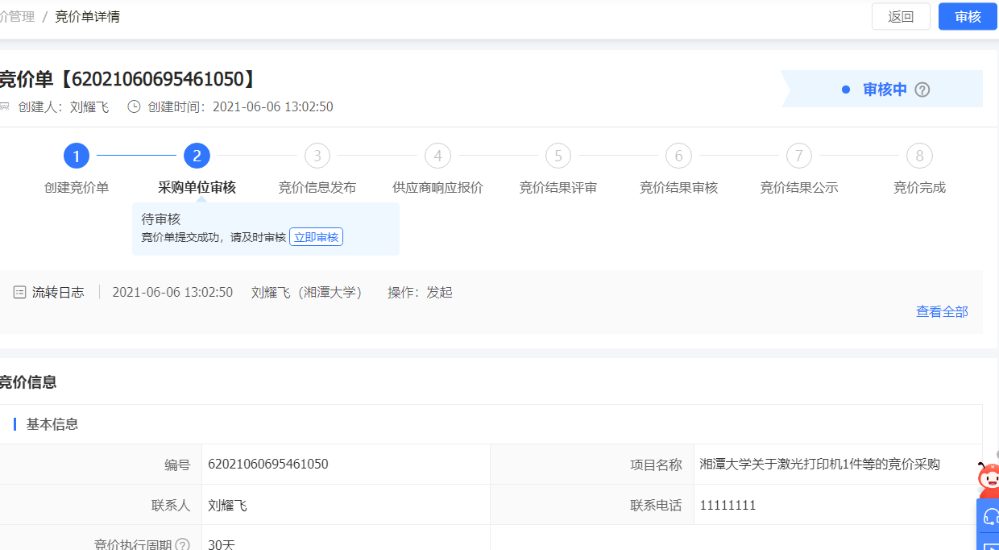 价管理 / 竞价单详情
返回
审核
竞价单【62021060695461050】
创建人：刘耀飞 创建时间：2021-06-06 13:02:50
审核中 ?
1 2 3 4 5 6 7 8
创建竞价单 采购单位审核 竞价信息发布 供应商响应报价 竞价结果评审 竞价结果审核 竞价结果公示 竞价完成
待审核
竞价单提交成功，请及时审核 立即审核
流转日志 2021-06-06 13:02:50 刘耀飞（湘潭大学） 操作：发起
查看全部
竞价信息
基本信息
编号 62021060695461050 项目名称 湘潭大学关于激光打印机1件等的竞价采购
联系人 刘耀飞 联系电话 11111111
竞价执行周期 ? 30天